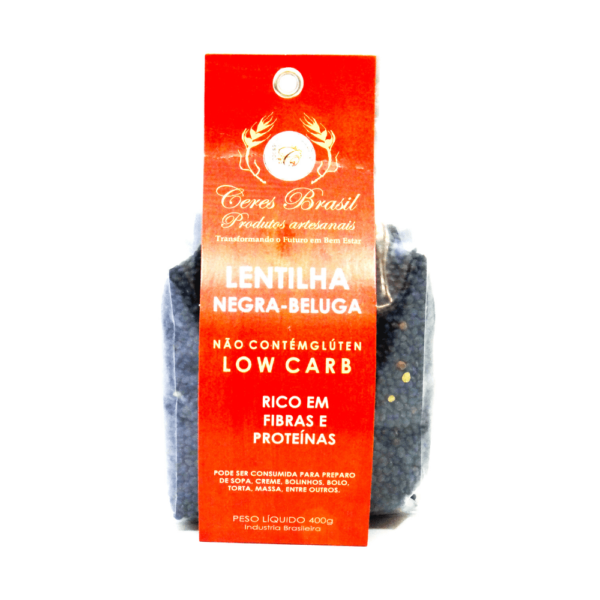 Ceres Brasil
Produtos artesanais
Transformando o Futuro em Bem Estar
LENTILHA
NEGRA-BELUGA
NÃO CONTÉMGLÚTEN
LOW CARB
RICO EM
FIBRAS E
PROTEÍNAS
PODE SER CONSUMIDA PARA PREPARO
DE SOPA, CREME, BOLINHOS, BOLO,
TORTA, MASSA, ENTRE OUTROS.
PESO LÍQUIDO 400g
Industria Brasileira